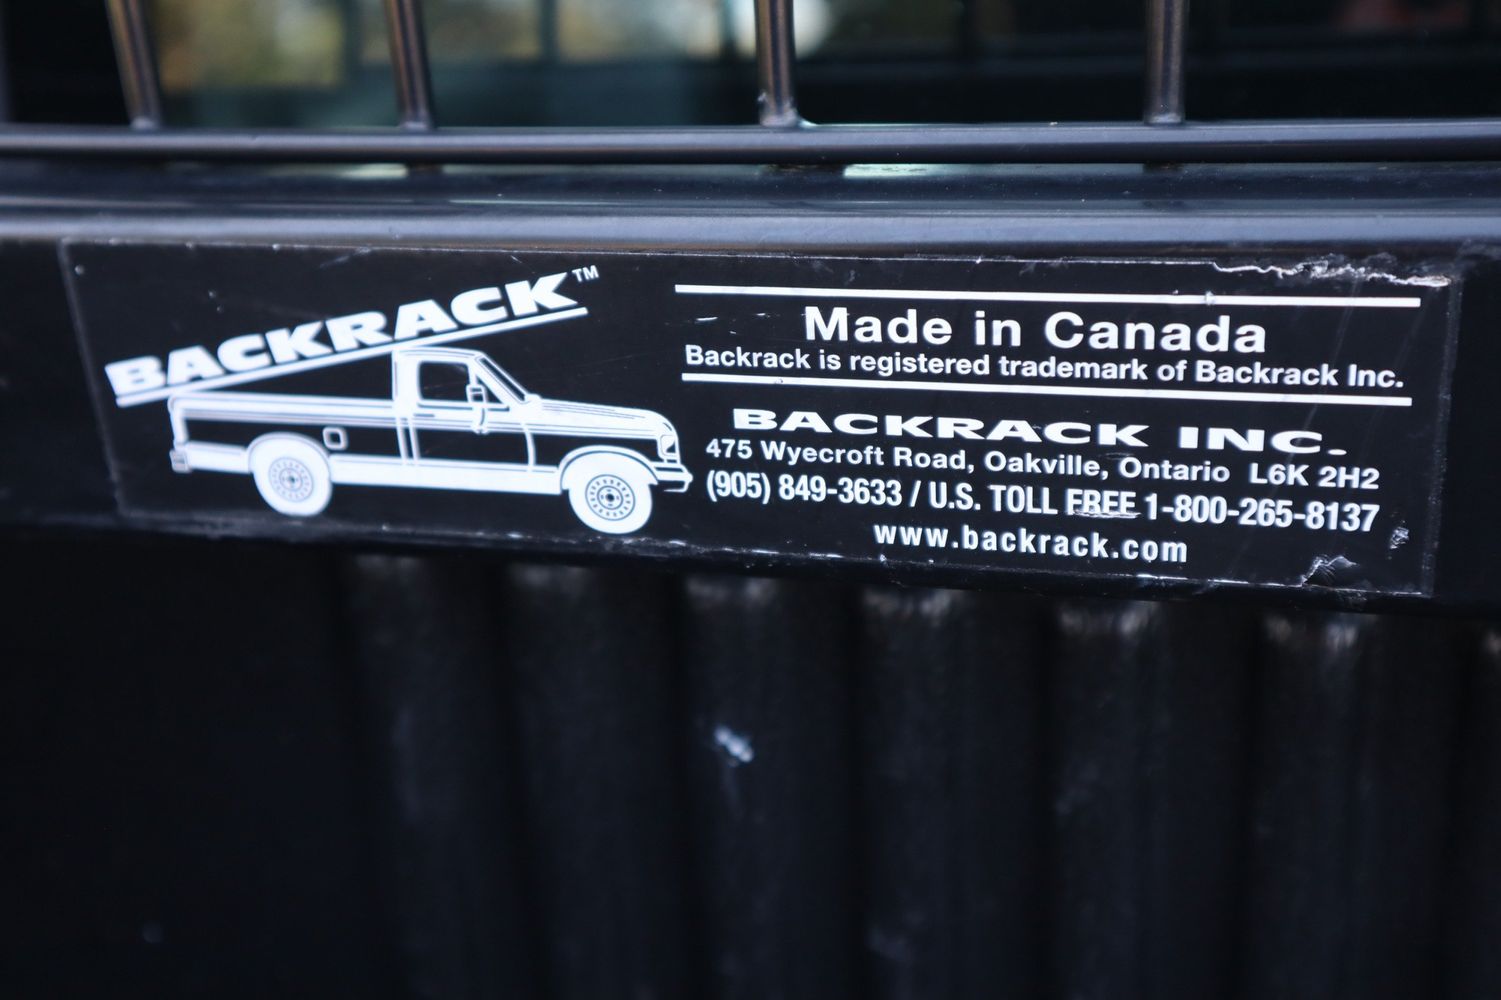 BACKRACK™
Made in Canada
Backrack is registered trademark of Backrack Inc.
BACKRACK INC.
475 Wyecroft Road, Oakville, Ontario L6K 2H2
(905) 849-3633 / U.S. TOLL FREE 1-800-265-8137
www.backrack.com